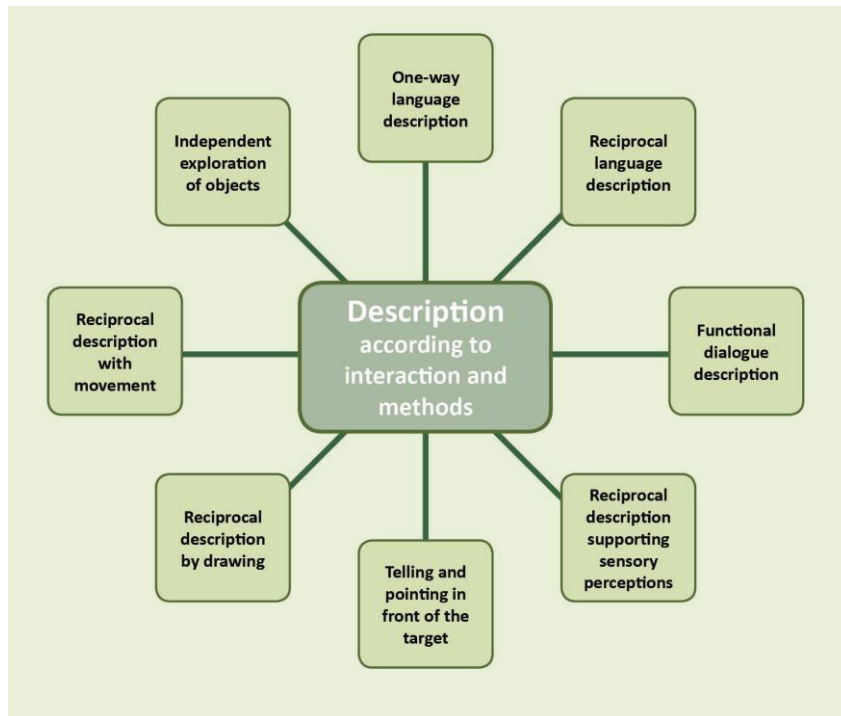 One-way
language
description
Reciprocal
language
description
Functional
dialogue
description
Reciprocal
description
supporting
sensory
perceptions
Telling and
pointing in
front of the
target
Reciprocal
description
by drawing
Reciprocal
description
with
movement
Independent
exploration
of objects
Description
according to
interaction and
methods